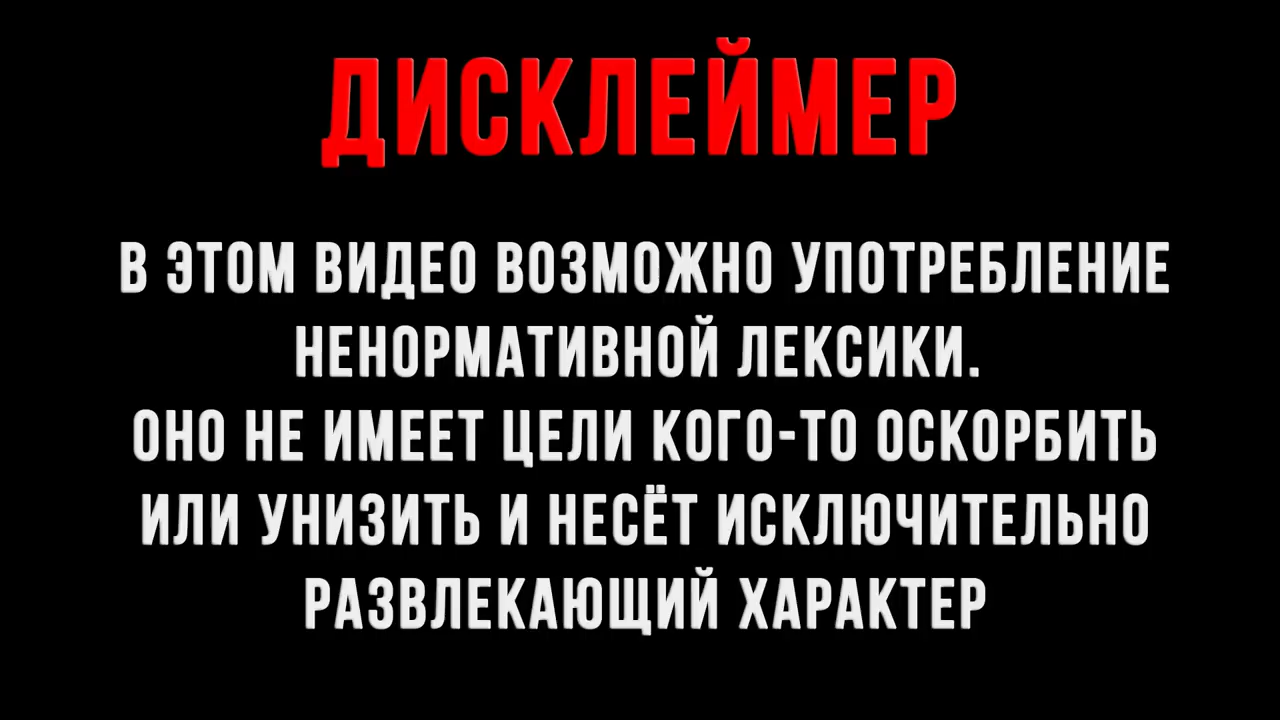 ДИСКЛЕЙМЕР
В ЭТОМ ВИДЕО ВОЗМОЖНО УПОТРЕБЛЕНИЕ
НЕНОРМАТИВНОЙ ЛЕКСИКИ.
ОНО НЕ ИМЕЕТ ЦЕЛИ КОГО-ТО ОСКОРБИТЬ
ИЛИ УНИЗИТЬ И НЕСЁТ ИСКЛЮЧИТЕЛЬНО
РАЗВЛЕКАЮЩИЙ ХАРАКТЕР